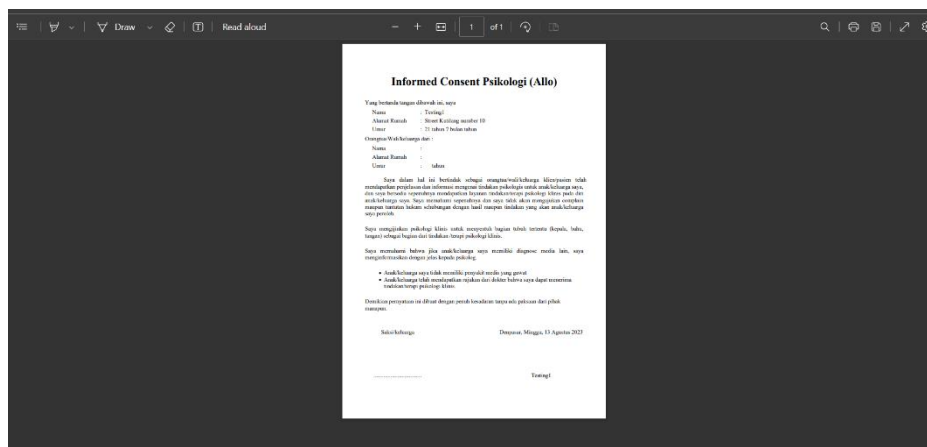 Draw
Read aloud
1 of 1
Informed Consent Psikologi (Allo)
Yang bertanda tangan dibawah ini, saya
Nama : Testing1
Alamat Rumah : Street Kutilang number 10
Umur : 21 tahun 7 bulan tahun
Orangtua/Wali/keluarga dari :
Nama :
Alamat Rumah :
Umur : tahun
Saya dalam hal ini bertindak sebagai orangtua/wali/keluarga klien/pasien telah
mendapatkan penjelasan dan informasi mengenai tindakan psikologis untuk anak/keluarga saya,
dan saya bersedia sepenuhnya mendapatkan layanan tindakan/terapi psikologi klinis pada diri
anak/keluarga saya. Saya memahami sepenuhnya dan saya tidak akan mengajukan complain
maupun tuntutan hukum sehubungan dengan hasil maupun tindakan yang akan anak/keluarga
saya peroleh.
Saya mengijinkan psikologi klinis untuk menyentuh bagian tubuh tertentu (kepala, bahu,
tangan) sebagai bagian dari tindakan /terapi psikologi klinis.
Saya memahami bahwa jika anak/keluarga saya memiliki diagnose medis lain, saya
menginformasikan dengan jelas kepada psikolog.
• Anak/keluarga saya tidak memiliki penyakit medis yang gawat
• Anak/keluarga telah mendapatkan rujukan dari dokter bahwa saya dapat menerima
tindakan terapi psikologi klinis
Demikian pernyataan ini dibuat dengan penuh kesadaran tanpa ada paksaan dari pihak
manapun.
Saksi/keluarga
Denpasar, Minggu, 13 Agustus 2023
Testing1